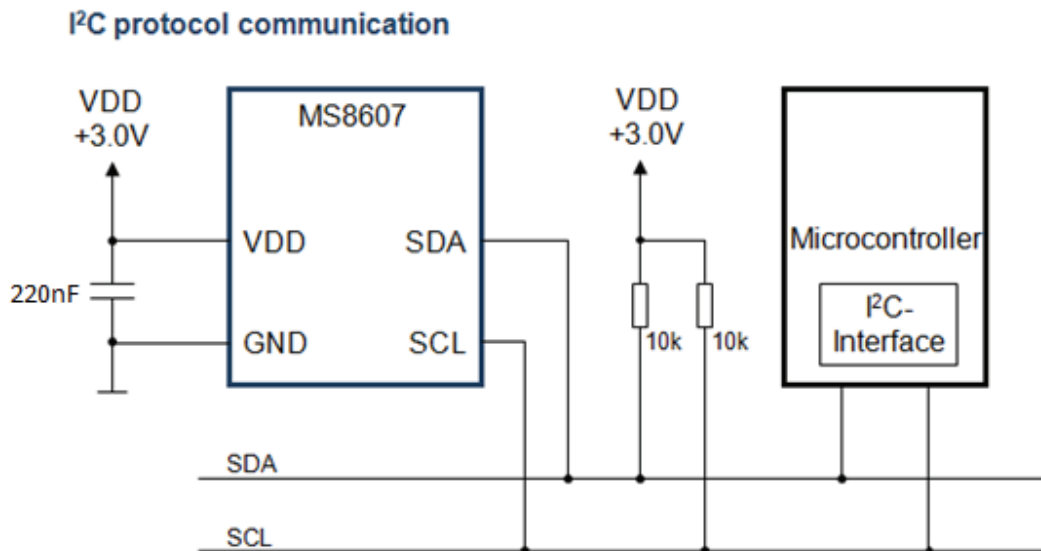 I²C protocol communication
VDD
+3.0V
MS8607
VDD
+3.0V
VDD
SDA
Microcontroller
220nF
I²C-
Interface
GND
SCL
10k
10k
SDA
SCL